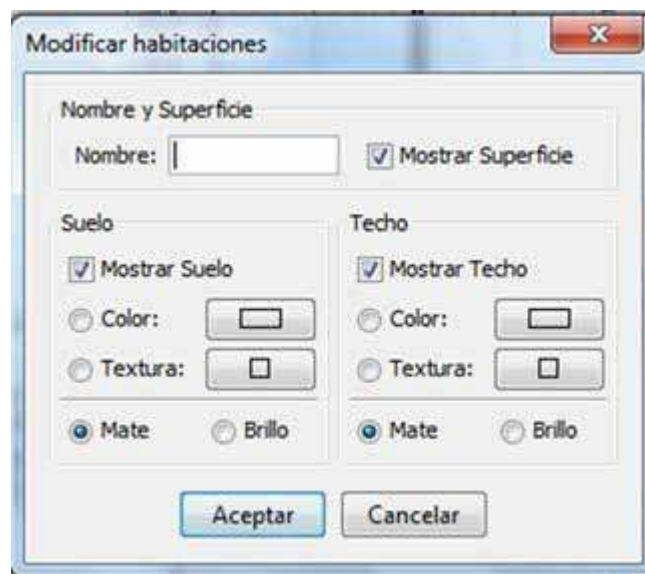 Modificar habitaciones
Nombre y Superficie
Nombre: Mostrar Superficie
Suelo Techo
Mostrar Suelo Mostrar Techo
Color: Color:
Textura: Textura:
Mate Brillo Mate Brillo
Aceptar Cancelar